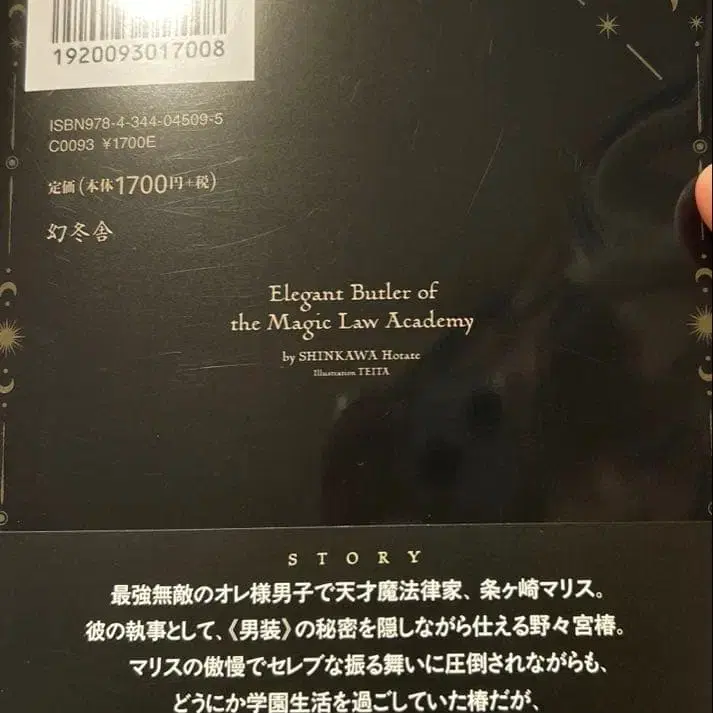 1920093017008
ISBN978-4-344-04509-5
C0093 ¥1700E
定価(本体1700円+税)
幻冬舎
Elegant Butler of
the Magic Law Academy
by SHINKAWA Hotate
Illustration TEITA
STORY
最強無敵のオレ様男子で天才魔法律家、条ヶ崎マリス。
彼の執事として、《男装》の秘密を隠しながら仕える野々宮椿。
マリスの傲慢でセレブな振る舞いに圧倒されながらも、
どうにか学園生活を過ごしていた椿だが、